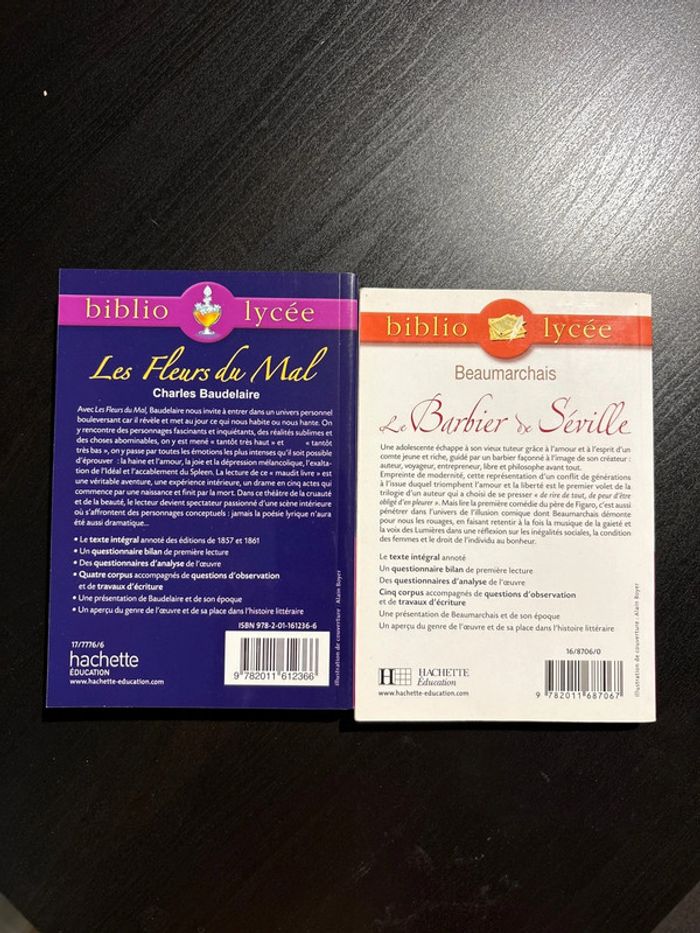 biblio lycée
Les Fleurs du Mal
Charles Baudelaire
Avec Les Fleurs du Mal, Baudelaire nous invite à entrer dans un univers personnel
bouleversant car il révèle et met au jour ce qui nous habite ou nous hante. On
y rencontre des personnages fascinants et inquiétants, des réalités sublimes et
des choses abominables, on y est mené « tantôt très haut » et « tantôt
très bas », on y passe par toutes les émotions les plus intenses qu'il soit possible
d'éprouver : la haine et l'amour, la joie et la dépression mélancolique, l'exalta-
tion de l'Idéal et l'accablement du Spleen. La lecture de ce « maudit livre » est
une véritable aventure, une expérience intérieure, un drame en cinq actes qui
commence par une naissance et finit par la mort. Dans ce théâtre de la cruauté
et de la beauté, le lecteur devient spectateur passionné d'une scène intérieure
où s'affrontent des personnages conceptuels : jamais la poésie lyrique n'aura
été aussi dramatique...
• Le texte intégral annoté des éditions de 1857 et 1861
• Un questionnaire bilan de première lecture
• Des questionnaires d'analyse de l'œuvre
• Quatre corpus accompagnés de questions d'observation
et de travaux d'écriture
• Une présentation de Baudelaire et de son époque
• Un aperçu du genre de l'œuvre et de sa place dans l'histoire littéraire
ISBN 978-2-01-161236-6
17/7776/6
hachette
ÉDUCATION
www.hachette-education.com
9 782011 612366
Illustration de couverture : Alain Boyer
biblio lycée
Beaumarchais
Le Barbier de Séville
Une adolescente échappe à son vieux tuteur grâce à l'amour et à l'esprit d'un
comte jeune et riche, guidé par un barbier façonné à l'image de son créateur :
auteur, voyageur, entrepreneur, libre et philosophe avant tout.
Empreinte de modernité, cette représentation d'un conflit de générations
à l'issue duquel triomphent l'amour et la liberté est le premier volet de la
trilogie d'un auteur qui a choisi de se presser « de rire de tout, de peur d'être
obligé d'en pleurer ». Mais lire la première comédie du père de Figaro, c'est aussi
pénétrer dans l'univers de l'illusion comique dont Beaumarchais démonte
pour nous les rouages, en faisant retentir à la fois la musique de la gaieté et
la voix des Lumières dans une réflexion sur les inégalités sociales, la condition
des femmes et le droit de l'individu au bonheur.
Le texte intégral annoté
Un questionnaire bilan de première lecture
Des questionnaires d'analyse de l'œuvre
Cinq corpus accompagnés de questions d'observation
et de travaux d'écriture
Une présentation de Beaumarchais et de son époque
Un aperçu du genre de l'œuvre et de sa place dans l'histoire littéraire
16/8706/0
H HACHETTE
Éducation
www.hachette-education.com
9 782011 687067
Illustration de couverture : Alain Boyer